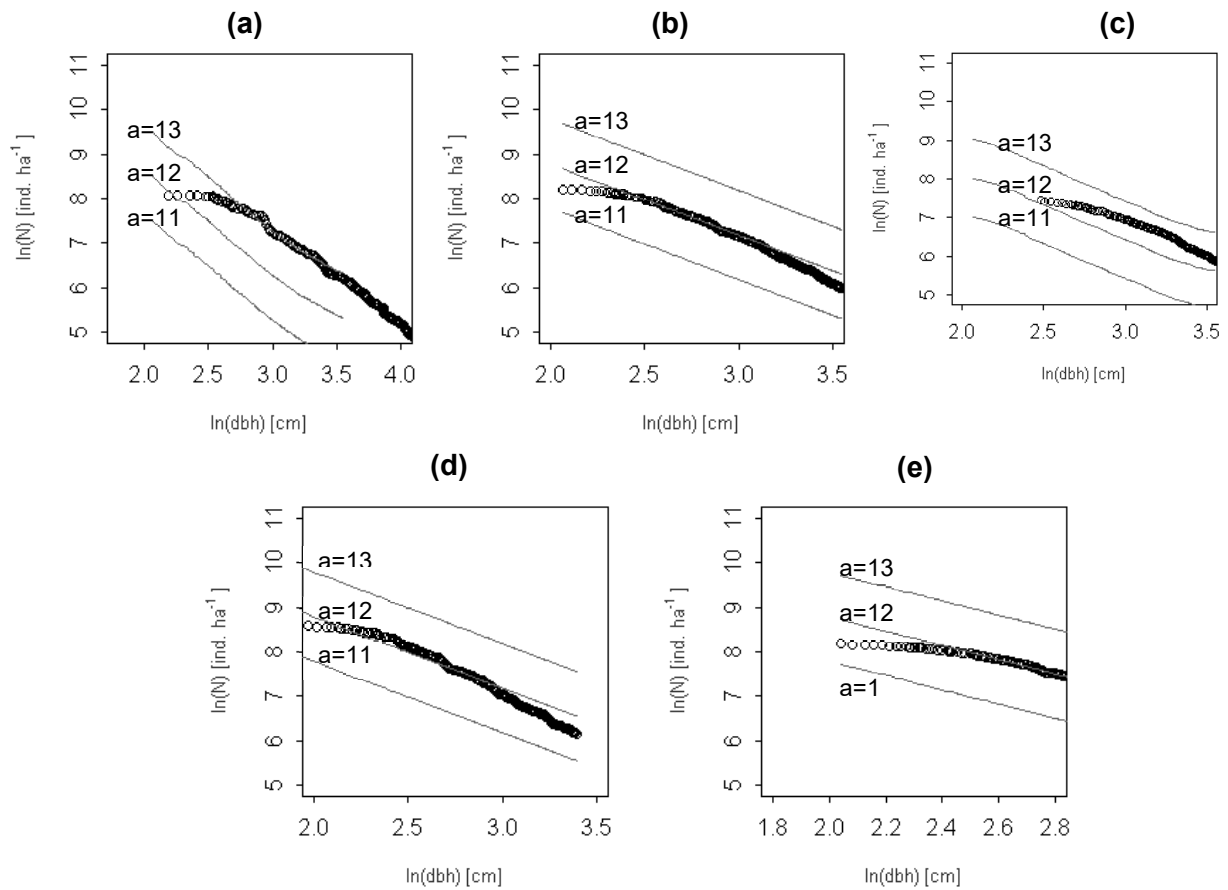 (a)
11
10
9
8
7
6
5
ln(N) [ind. ha⁻¹ ]
a=13
a=12
a=11
2.0 2.5 3.0 3.5 4.0
ln(dbh) [cm]
(b)
11
10
9
8
7
6
5
ln(N) [ind. ha⁻¹ ]
a=13
a=12
a=11
2.0 2.5 3.0 3.5
ln(dbh) [cm]
(c)
11
10
9
8
7
6
5
ln(N) [ind. ha⁻¹ ]
a=13
a=12
a=11
2.0 2.5 3.0 3.5
ln(dbh) [cm]
(d)
11
10
9
8
7
6
5
ln(N) [ind. ha⁻¹ ]
a=13
a=12
a=11
2.0 2.5 3.0 3.5
ln(dbh) [cm]
(e)
11
10
9
8
7
6
5
ln(N) [ind. ha⁻¹ ]
a=13
a=12
a=1
1.8 2.0 2.2 2.4 2.6 2.8
ln(dbh) [cm]